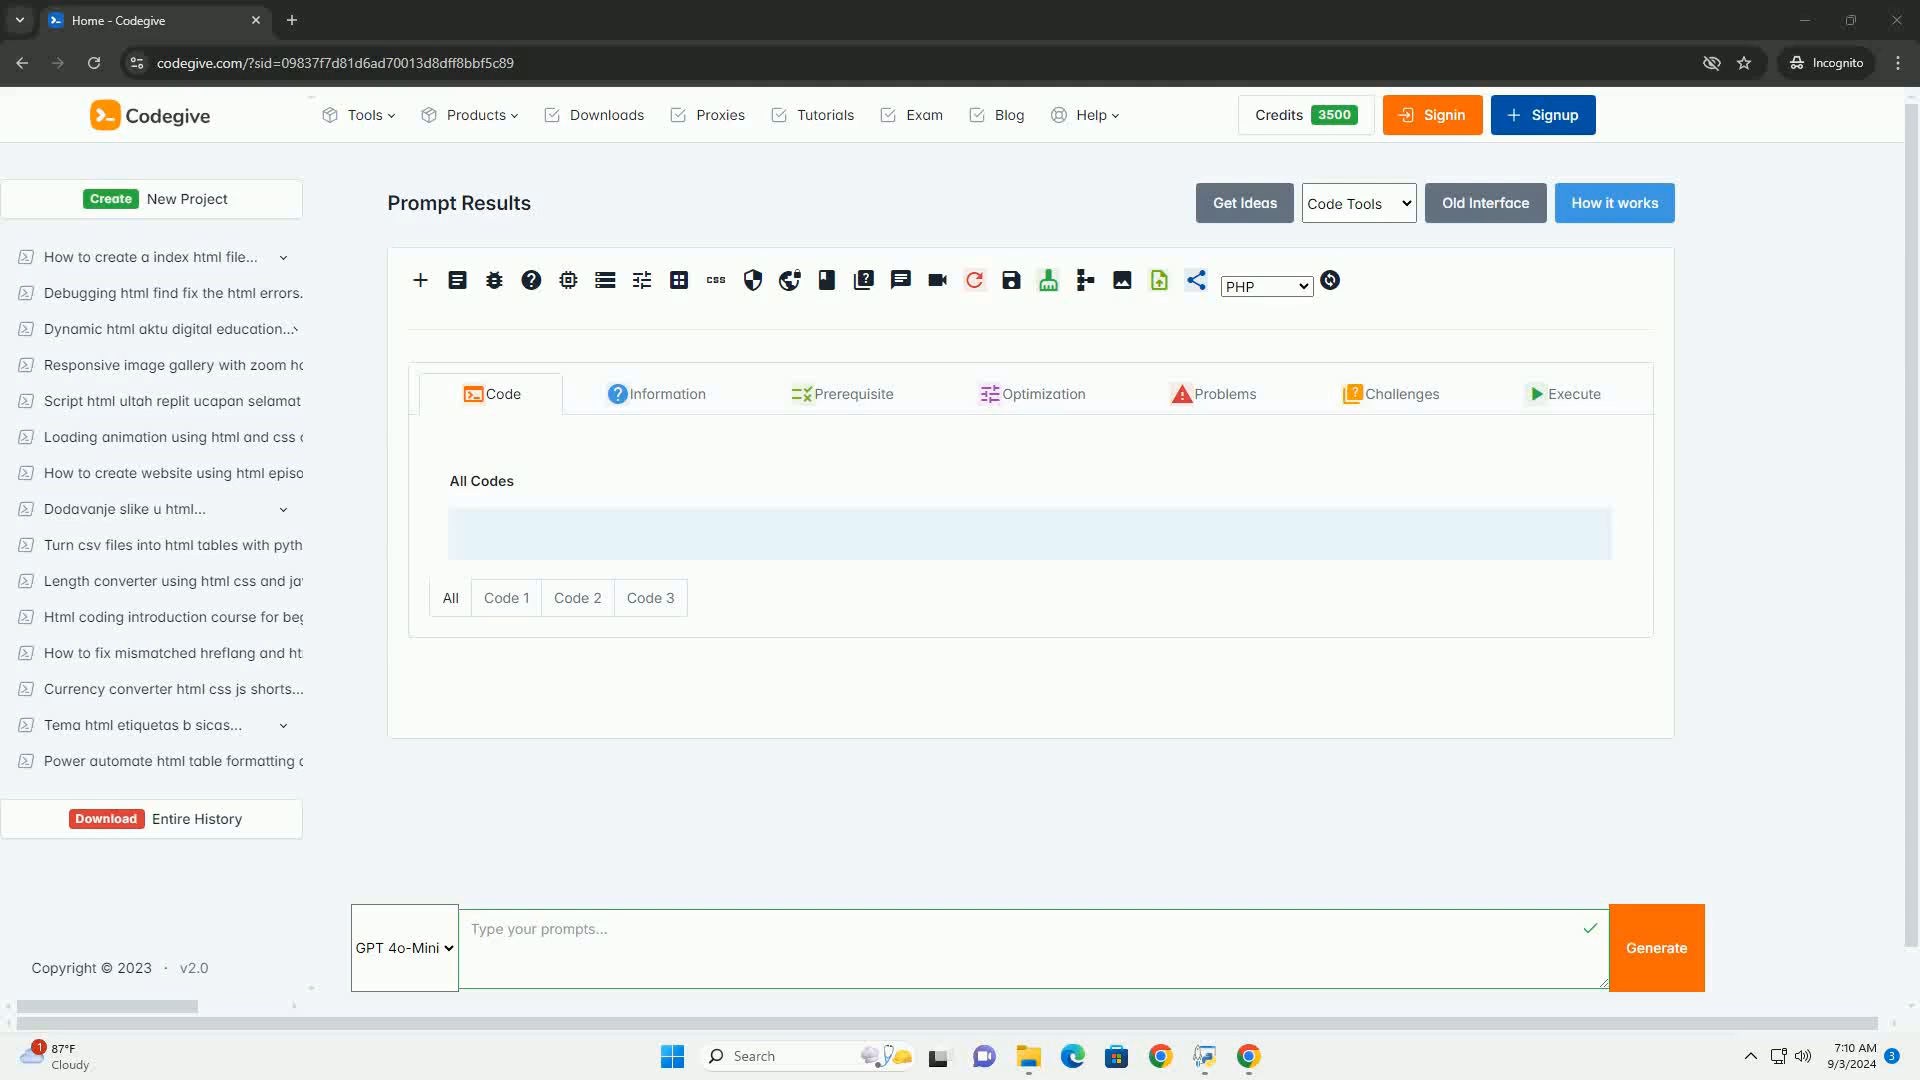 Home - Codegive
codegive.com/?sid=09837f7d81d6ad70013d8dff8bbf5c89
Incognito
Codegive
Tools
Products
Downloads
Proxies
Tutorials
Exam
Blog
Help
Credits 3500
Signin
Signup
Create New Project
How to create a index html file...
Debugging html find fix the html errors.
Dynamic html aktu digital education...
Responsive image gallery with zoom ho
Script html ultah replit ucapan selamat
Loading animation using html and css
How to create website using html episo
Dodavanje slike u html...
Turn csv files into html tables with pyth
Length converter using html css and ja
Html coding introduction course for beg
How to fix mismatched hreflang and ht
Currency converter html css js shorts...
Tema html etiquetas b sicas...
Power automate html table formatting
Download Entire History
Copyright © 2023 · v2.0
Prompt Results
Get Ideas
Code Tools
Old Interface
How it works
css
PHP
Code
Information
Prerequisite
Optimization
Problems
Challenges
Execute
All Codes
All
Code 1
Code 2
Code 3
GPT 4o-Mini
Type your prompts...
Generate
1
87°F
Cloudy
Search
7:10 AM
9/3/2024
3